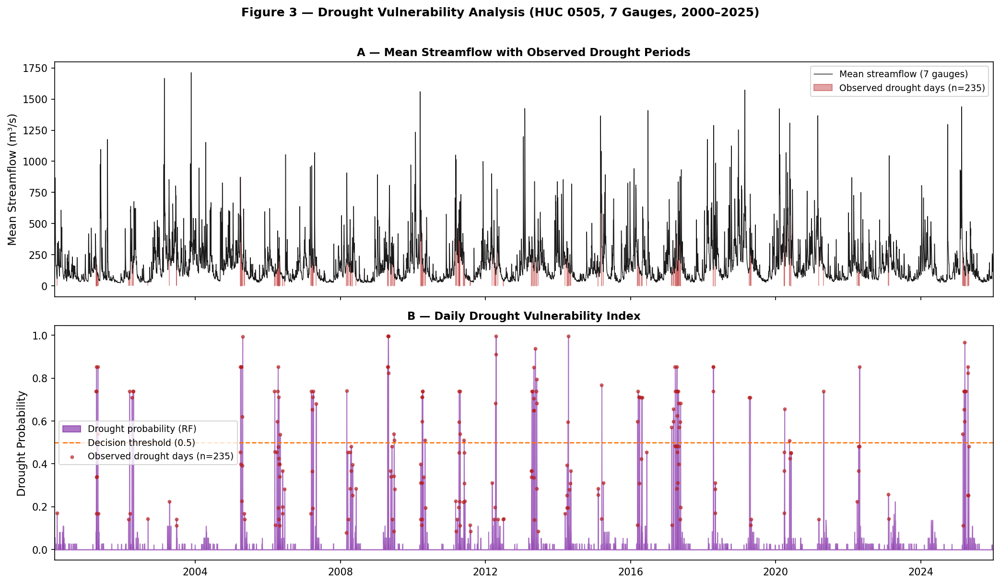 Figure 3 — Drought Vulnerability Analysis (HUC 0505, 7 Gauges, 2000–2025)
A — Mean Streamflow with Observed Drought Periods
Mean Streamflow (m³/s)
1750
1500
1250
1000
750
500
250
0
Mean streamflow (7 gauges)
Observed drought days (n=235)
B — Daily Drought Vulnerability Index
Drought Probability
1.0
0.8
0.6
0.4
0.2
0.0
Drought probability (RF)
Decision threshold (0.5)
Observed drought days (n=235)
2004 2008 2012 2016 2020 2024